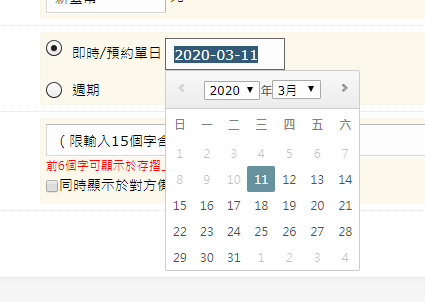 新臺幣
即時/預約單日 2020-03-11
週期
2020 年 3月
日 一 二 三 四 五 六
1 2 3 4 5 6 7
8 9 10 11 12 13 14
15 16 17 18 19 20 21
22 23 24 25 26 27 28
29 30 31 1 2 3 4
（限輸入15個字含
前6個字可顯示於存摺
同時顯示於對方